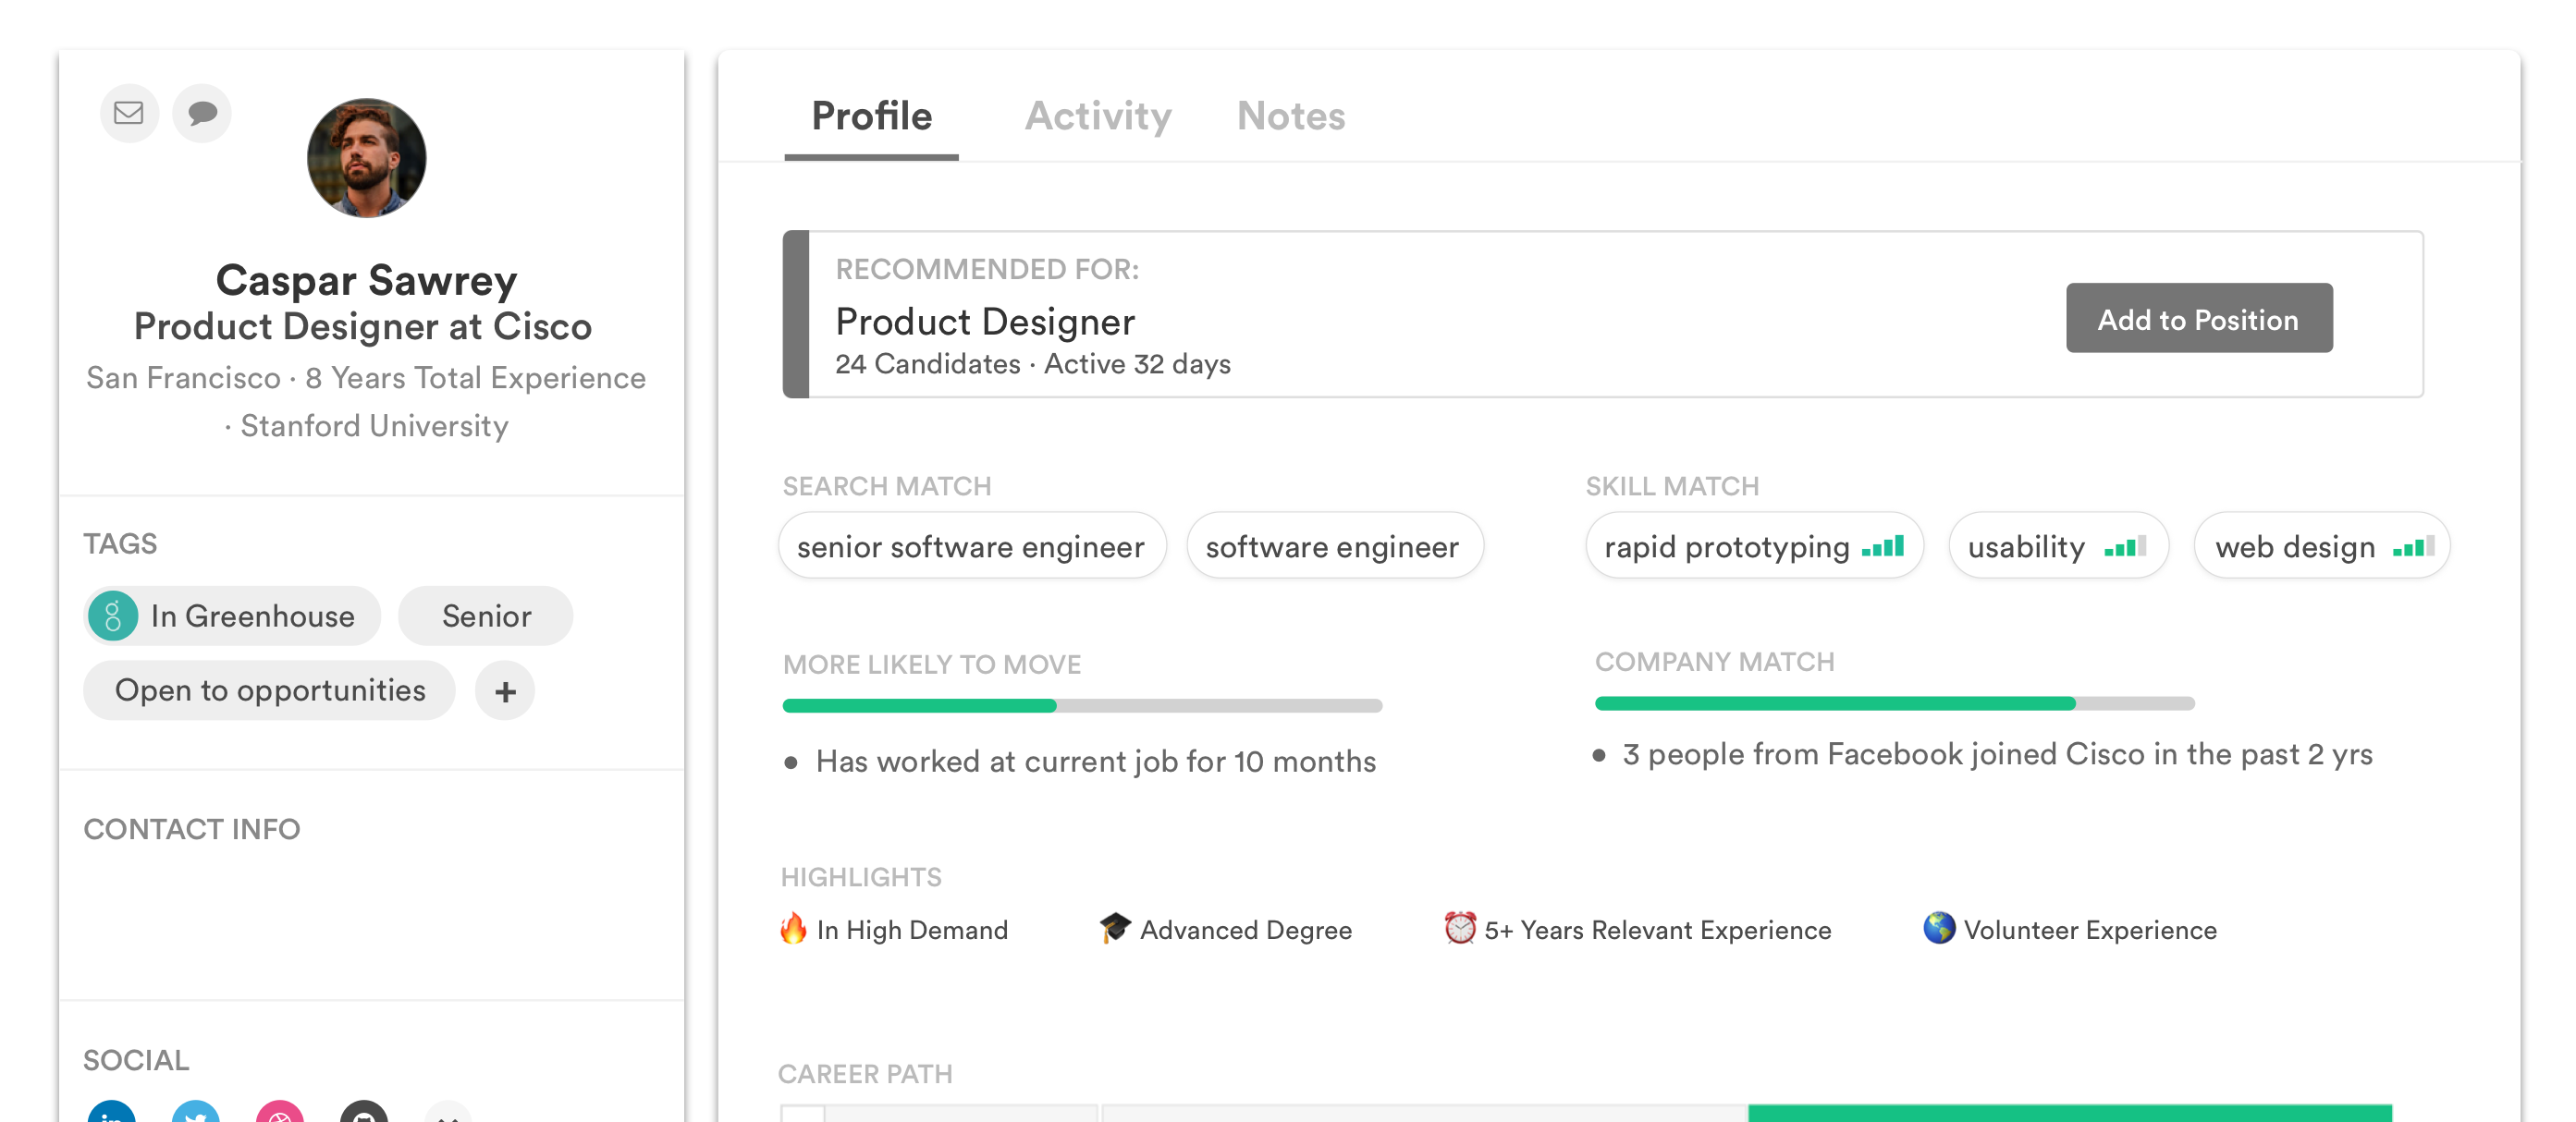 Caspar Sawrey
Product Designer at Cisco
San Francisco · 8 Years Total Experience
· Stanford University
TAGS
In Greenhouse
Senior
Open to opportunities
+
CONTACT INFO
SOCIAL
Profile
Activity
Notes
RECOMMENDED FOR:
Product Designer
24 Candidates · Active 32 days
Add to Position
SEARCH MATCH
senior software engineer
software engineer
SKILL MATCH
rapid prototyping
usability
web design
MORE LIKELY TO MOVE
• Has worked at current job for 10 months
COMPANY MATCH
• 3 people from Facebook joined Cisco in the past 2 yrs
HIGHLIGHTS
🔥 In High Demand
🎓 Advanced Degree
⏰ 5+ Years Relevant Experience
🌎 Volunteer Experience
CAREER PATH